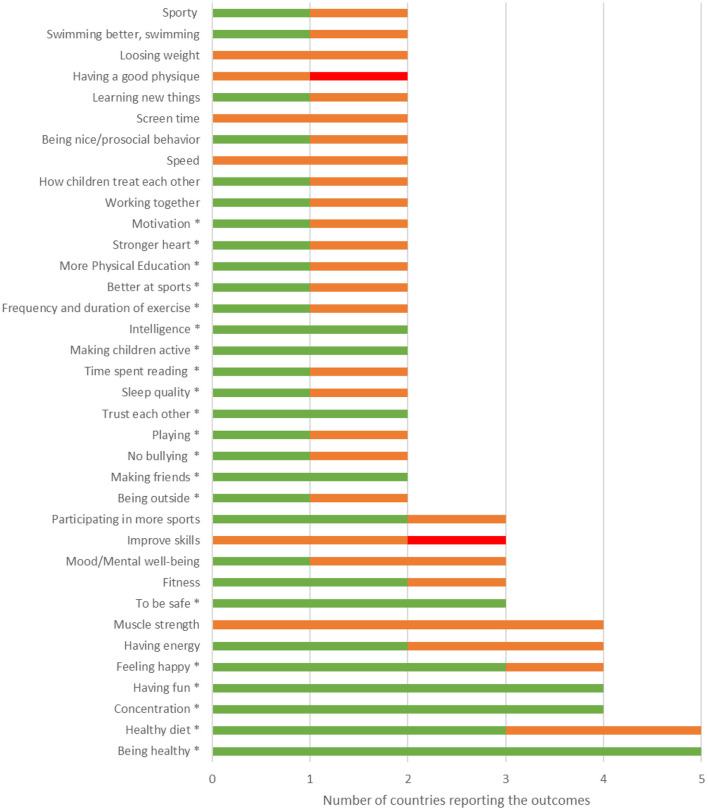 Sporty
Swimming better, swimming
Loosing weight
Having a good physique
Learning new things
Screen time
Being nice/prosocial behavior
Speed
How children treat each other
Working together
Motivation *
Stronger heart *
More Physical Education *
Better at sports *
Frequency and duration of exercise *
Intelligence *
Making children active *
Time spent reading *
Sleep quality *
Trust each other *
Playing *
No bullying *
Making friends *
Being outside *
Participating in more sports
Improve skills
Mood/Mental well-being
Fitness
To be safe *
Muscle strength
Having energy
Feeling happy *
Having fun *
Concentration *
Healthy diet *
Being healthy *
0 1 2 3 4 5
Number of countries reporting the outcomes